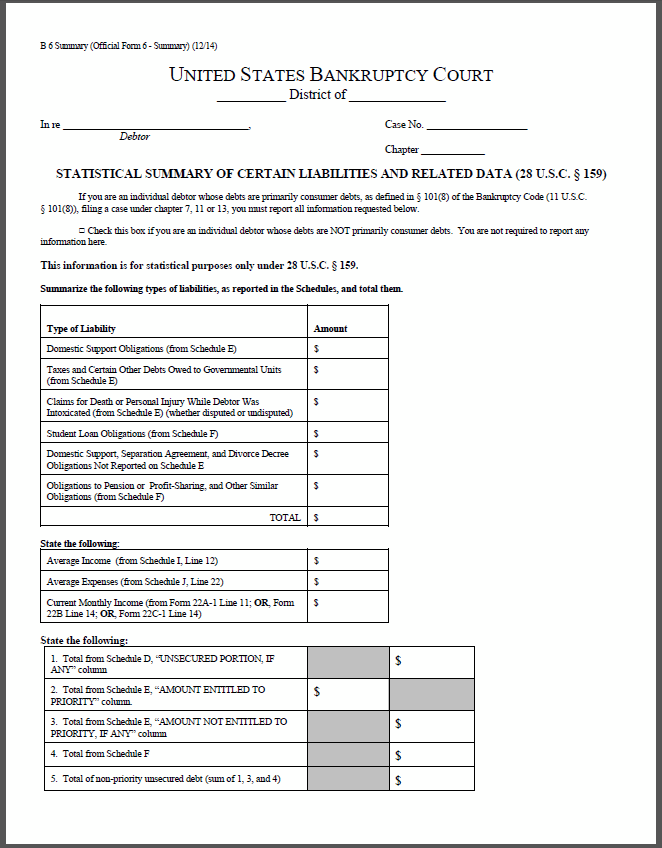 B 6 Summary (Official Form 6 - Summary) (12/14)
UNITED STATES BANKRUPTCY COURT
__________ District of ______________
In re ________________________________,
Case No. __________________
Debtor
Chapter ____________
STATISTICAL SUMMARY OF CERTAIN LIABILITIES AND RELATED DATA (28 U.S.C. § 159)
If you are an individual debtor whose debts are primarily consumer debts, as defined in § 101(8) of the Bankruptcy Code (11 U.S.C.
§ 101(8)), filing a case under chapter 7, 11 or 13, you must report all information requested below.
□ Check this box if you are an individual debtor whose debts are NOT primarily consumer debts. You are not required to report any
information here.
This information is for statistical purposes only under 28 U.S.C. § 159.
Summarize the following types of liabilities, as reported in the Schedules, and total them.
Type of Liability Amount
Domestic Support Obligations (from Schedule E) $
Taxes and Certain Other Debts Owed to Governmental Units $
(from Schedule E)
Claims for Death or Personal Injury While Debtor Was $
Intoxicated (from Schedule E) (whether disputed or undisputed)
Student Loan Obligations (from Schedule F) $
Domestic Support, Separation Agreement, and Divorce Decree $
Obligations Not Reported on Schedule E
Obligations to Pension or Profit-Sharing, and Other Similar $
Obligations (from Schedule F)
TOTAL $
State the following:
Average Income (from Schedule I, Line 12) $
Average Expenses (from Schedule J, Line 22) $
Current Monthly Income (from Form 22A-1 Line 11; OR, Form $
22B Line 14; OR, Form 22C-1 Line 14)
State the following:
1. Total from Schedule D, “UNSECURED PORTION, IF $
ANY” column
2. Total from Schedule E, “AMOUNT ENTITLED TO $
PRIORITY” column.
3. Total from Schedule E, “AMOUNT NOT ENTITLED TO $
PRIORITY, IF ANY” column
4. Total from Schedule F $
5. Total of non-priority unsecured debt (sum of 1, 3, and 4) $